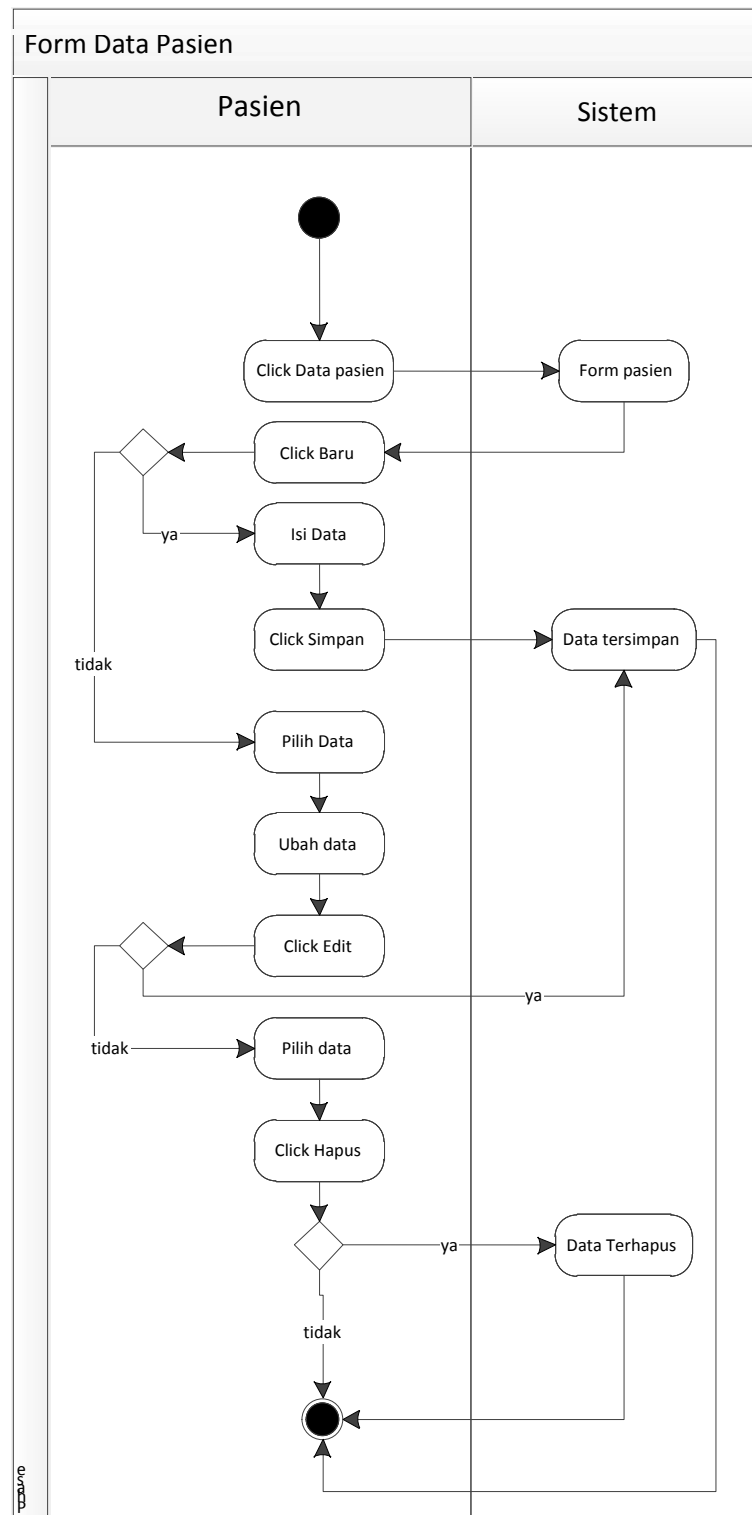 Form Data Pasien
Pasien
Sistem
Click Data pasien
Form pasien
Click Baru
ya
Isi Data
Click Simpan
Data tersimpan
tidak
Pilih Data
Ubah data
Click Edit
ya
tidak
Pilih data
Click Hapus
ya
Data Terhapus
tidak